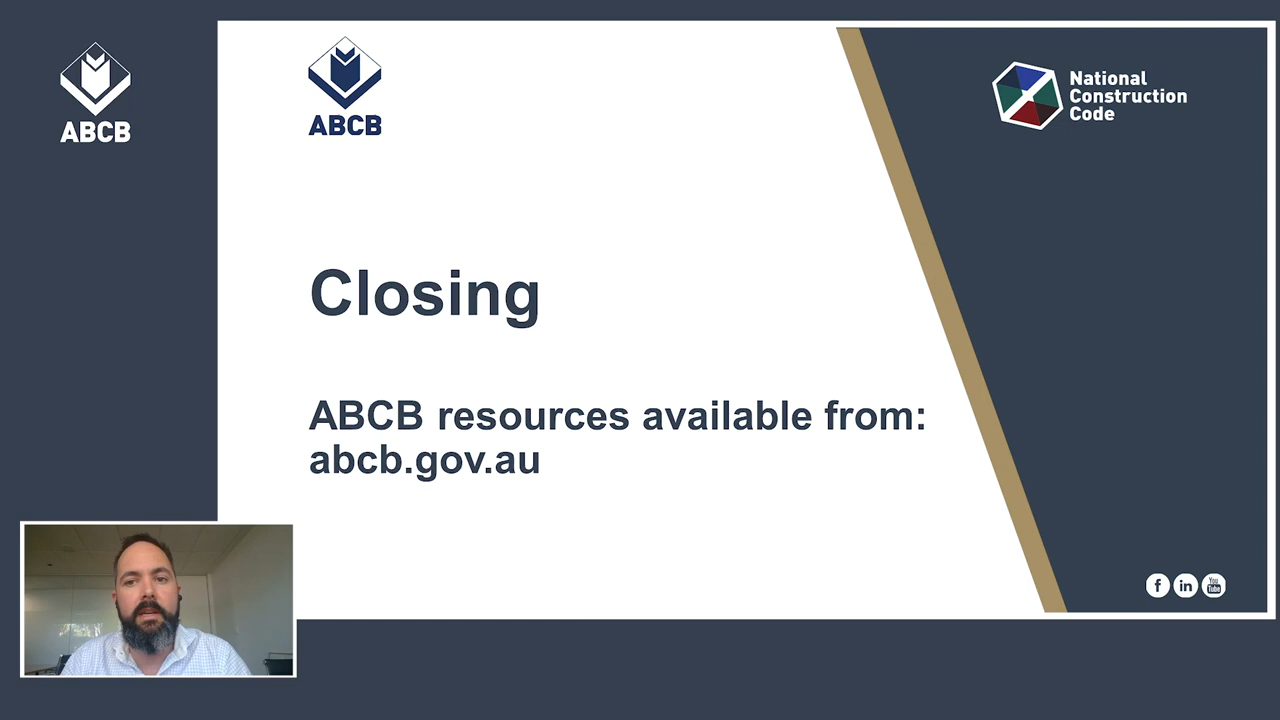 ABCB
ABCB
National
Construction
Code
Closing
ABCB resources available from:
abcb.gov.au
f
in
You
Tube